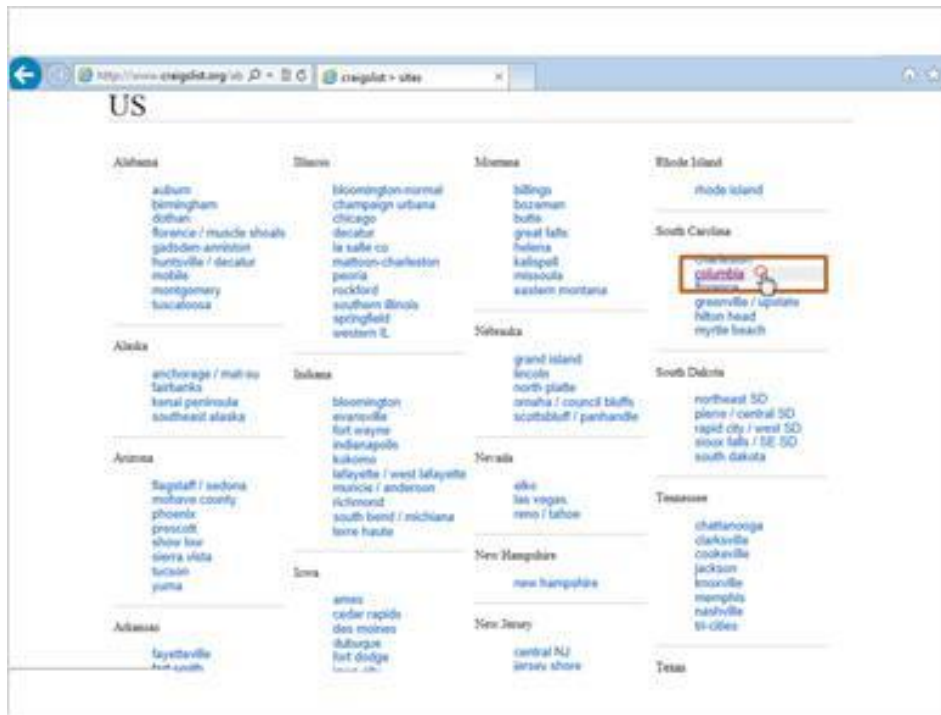 craigslist > sites
US
Alabama
auburn
birmingham
dothan
florence / muscle shoals
gadsden-anniston
huntsville / decatur
mobile
montgomery
tuscaloosa
Alaska
anchorage / mat-su
fairbanks
kenai peninsula
southeast alaska
Arizona
flagstaff / sedona
mohave county
phoenix
prescott
show low
sierra vista
tucson
yuma
Arkansas
fayetteville
fort smith
Illinois
bloomington-normal
champaign urbana
chicago
decatur
la salle co
mattoon-charleston
peoria
rockford
southern illinois
springfield
western IL
Indiana
bloomington
evansville
fort wayne
indianapolis
kokomo
lafayette / west lafayette
muncie / anderson
richmond
south bend / michiana
terre haute
Iowa
ames
cedar rapids
des moines
dubuque
fort dodge
iowa city
Montana
billings
bozeman
butte
great falls
helena
kalispell
missoula
eastern montana
Nebraska
grand island
lincoln
north platte
omaha / council bluffs
scottsbluff / panhandle
Nevada
elko
las vegas
reno / tahoe
New Hampshire
new hampshire
New Jersey
central NJ
jersey shore
Rhode Island
rhode island
South Carolina
charleston
columbia
florence
greenville / upstate
hilton head
myrtle beach
South Dakota
northeast SD
pierre / central SD
rapid city / west SD
sioux falls / SE SD
south dakota
Tennessee
chattanooga
clarksville
cookeville
jackson
knoxville
memphis
nashville
tri-cities
Texas